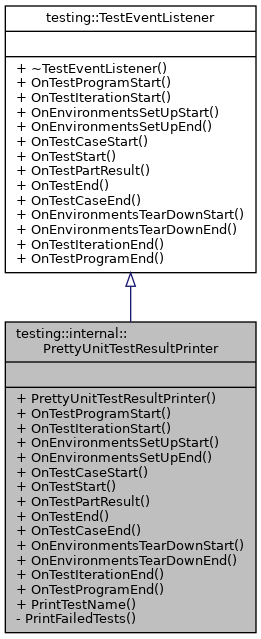 testing::TestEventListener
+ ~TestEventListener()
+ OnTestProgramStart()
+ OnTestIterationStart()
+ OnEnvironmentsSetUpStart()
+ OnEnvironmentsSetUpEnd()
+ OnTestCaseStart()
+ OnTestStart()
+ OnTestPartResult()
+ OnTestEnd()
+ OnTestCaseEnd()
+ OnEnvironmentsTearDownStart()
+ OnEnvironmentsTearDownEnd()
+ OnTestIterationEnd()
+ OnTestProgramEnd()
testing::internal::
PrettyUnitTestResultPrinter
+ PrettyUnitTestResultPrinter()
+ OnTestProgramStart()
+ OnTestIterationStart()
+ OnEnvironmentsSetUpStart()
+ OnEnvironmentsSetUpEnd()
+ OnTestCaseStart()
+ OnTestStart()
+ OnTestPartResult()
+ OnTestEnd()
+ OnTestCaseEnd()
+ OnEnvironmentsTearDownStart()
+ OnEnvironmentsTearDownEnd()
+ OnTestIterationEnd()
+ OnTestProgramEnd()
+ PrintTestName()
- PrintFailedTests()